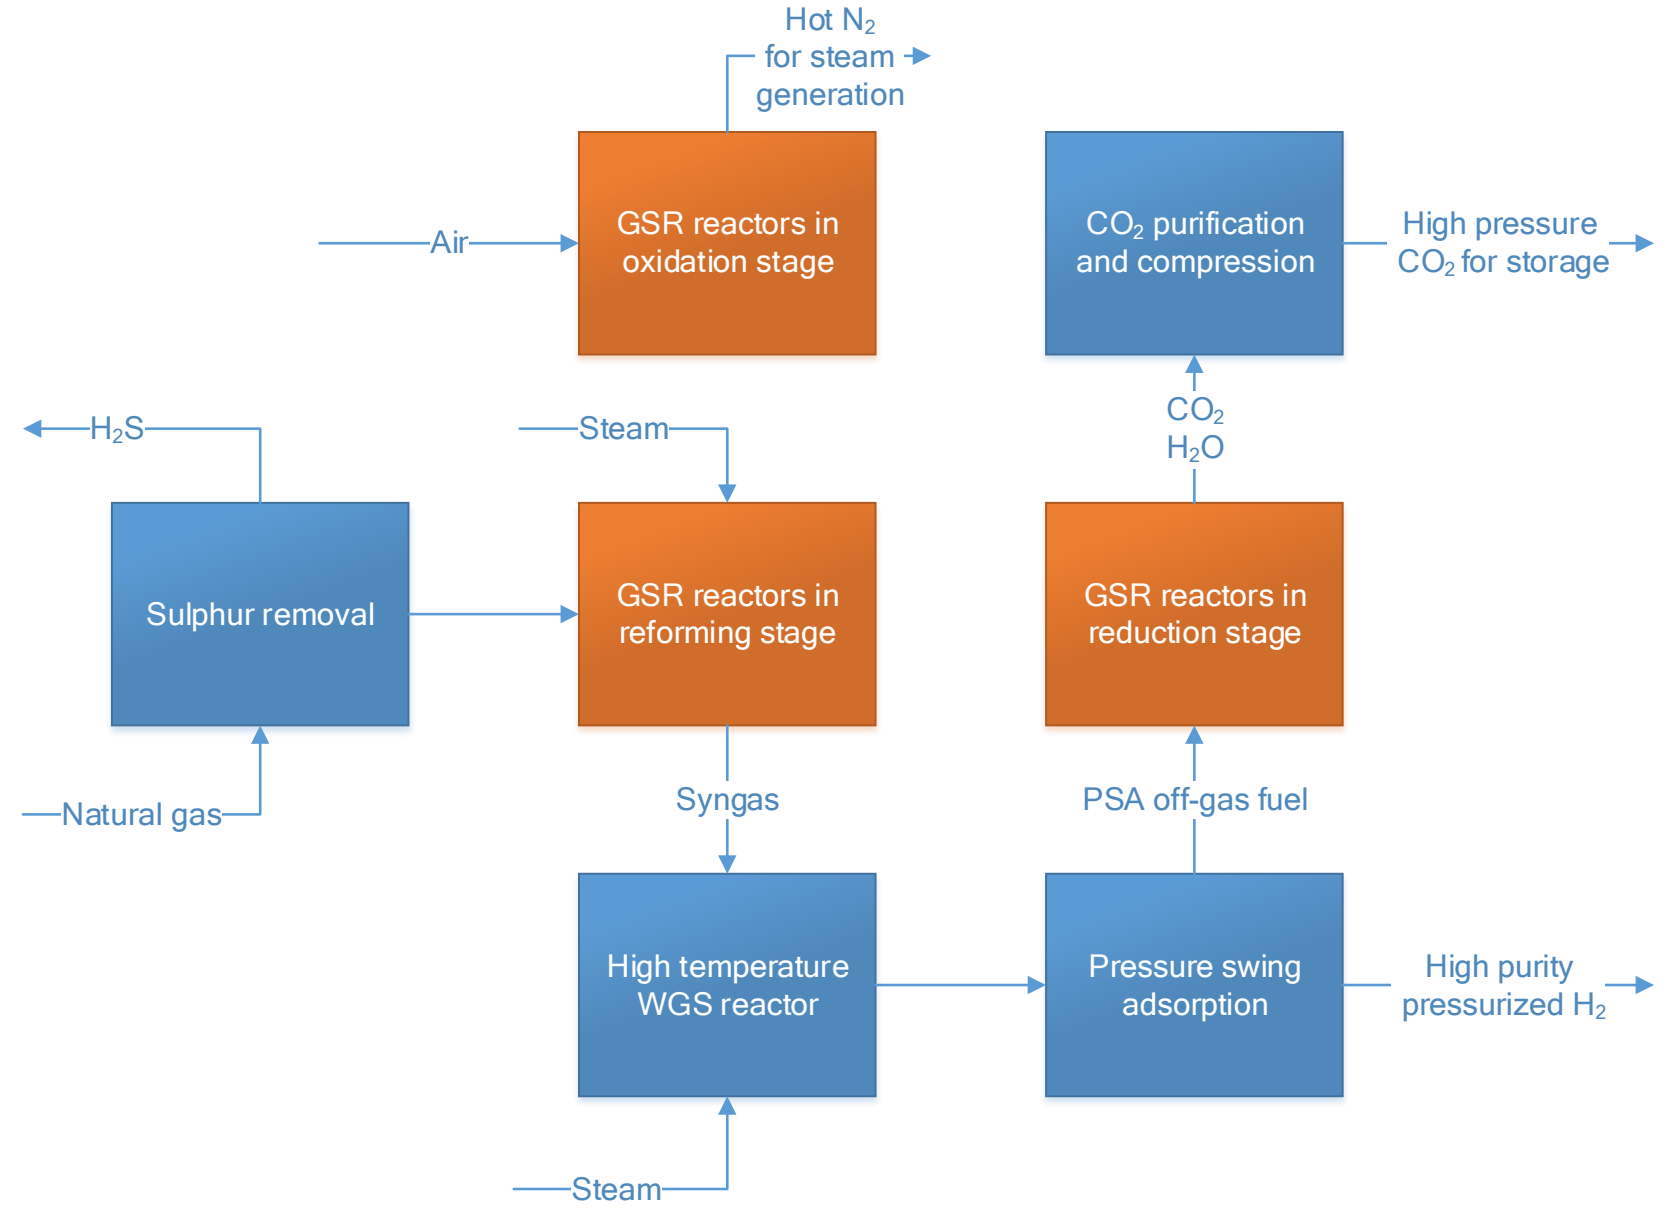 Hot N₂
for steam
generation
GSR reactors in
oxidation stage
CO₂ purification
and compression
Air
High pressure
CO₂ for storage
H₂S
Steam
CO₂
H₂O
Sulphur removal
GSR reactors in
reforming stage
GSR reactors in
reduction stage
Natural gas
Syngas
PSA off-gas fuel
High temperature
WGS reactor
Pressure swing
adsorption
High purity
pressurized H₂
Steam